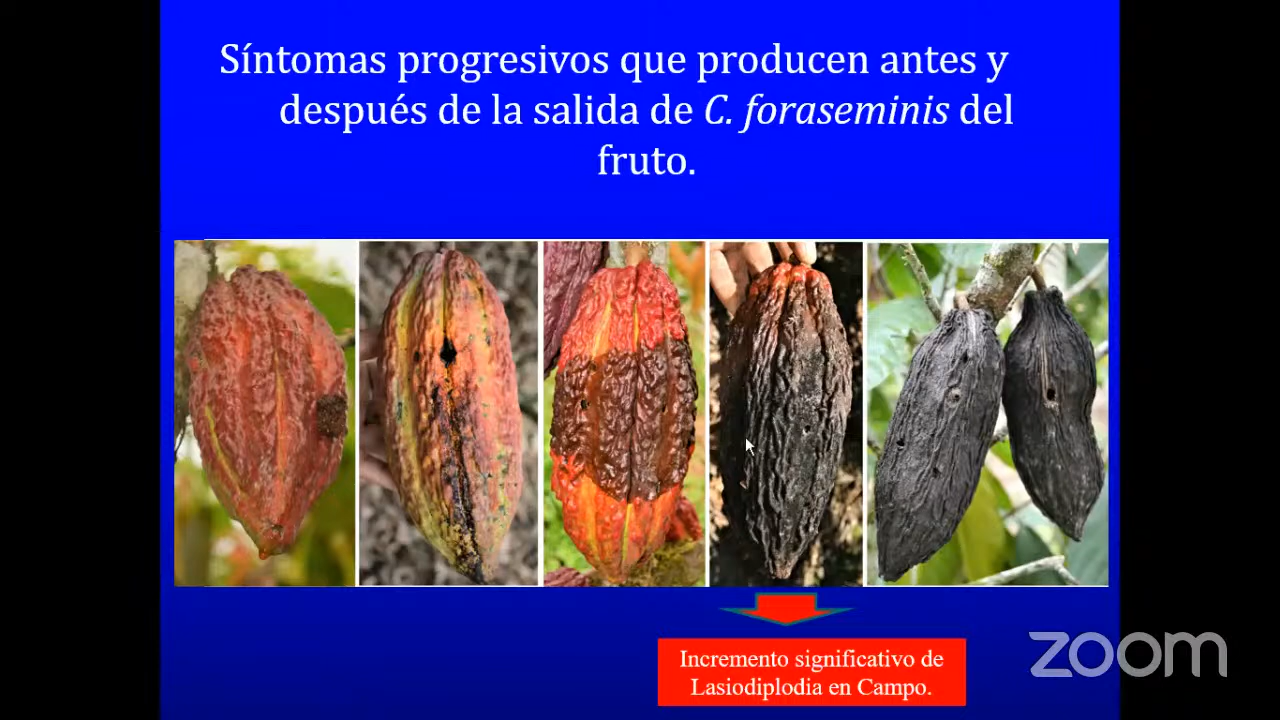 Síntomas progresivos que producen antes y
después de la salida de C. foraseminis del
fruto.
Incremento significativo de
Lasiodiplodia en Campo.
zoom